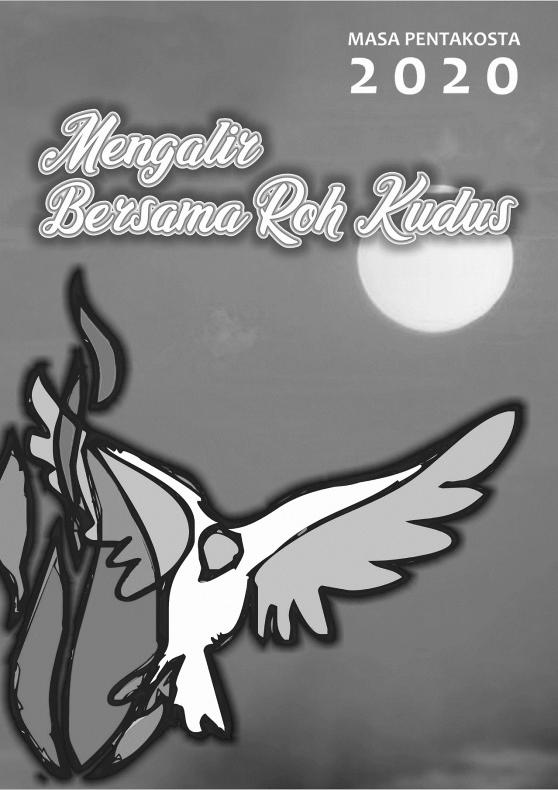 MASA PENTAKOSTA
2020
Mengalir
Bersama Roh Kudus